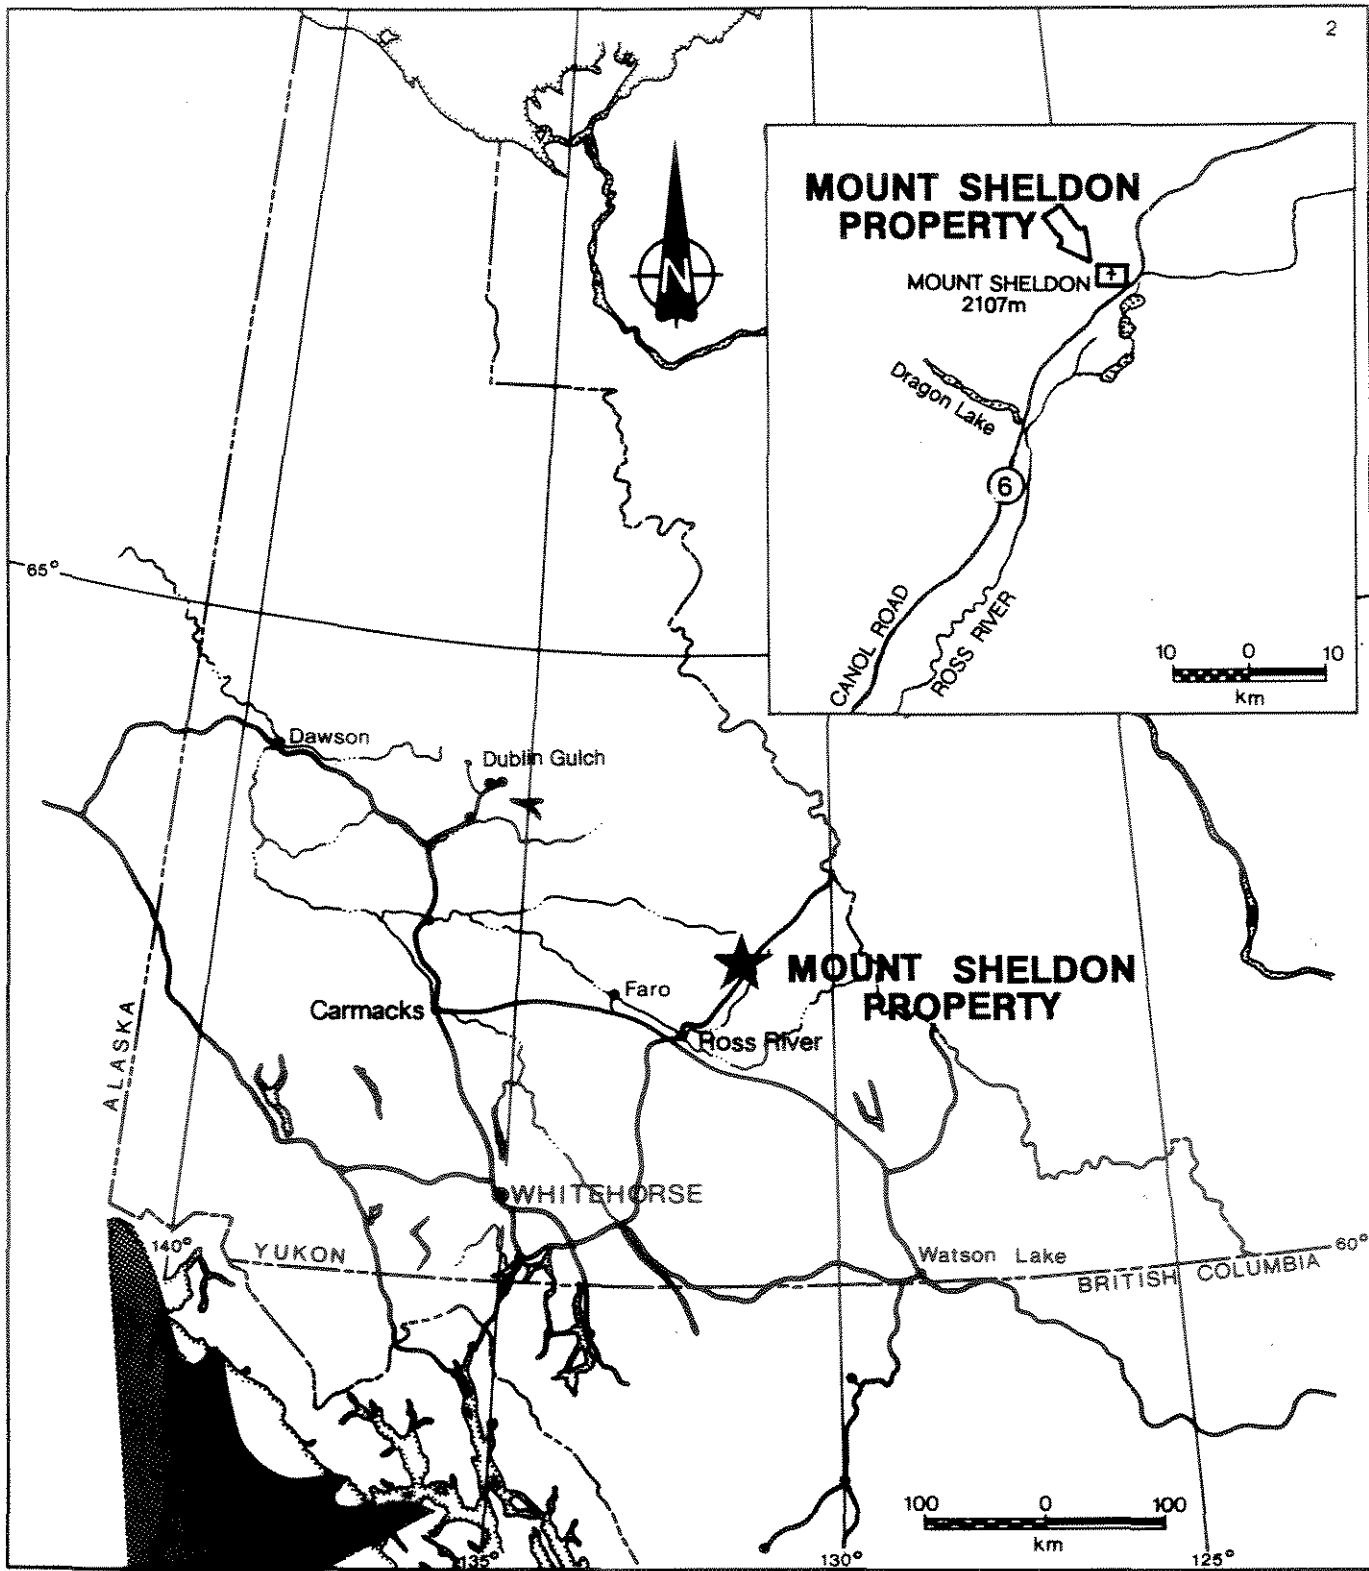 2
MOUNT SHELDON
PROPERTY
MOUNT SHELDON
2107m
Dragon Lake
6
CANOL ROAD
ROSS RIVER
10 0 10
km
N
65°
Dawson
Dublin Gulch
MOUNT SHELDON
PROPERTY
Faro
Carmacks
Ross River
ALASKA
WHITEHORSE
140°
YUKON
Watson Lake
60°
BRITISH COLUMBIA
100 0 100
km
135°
130°
125°